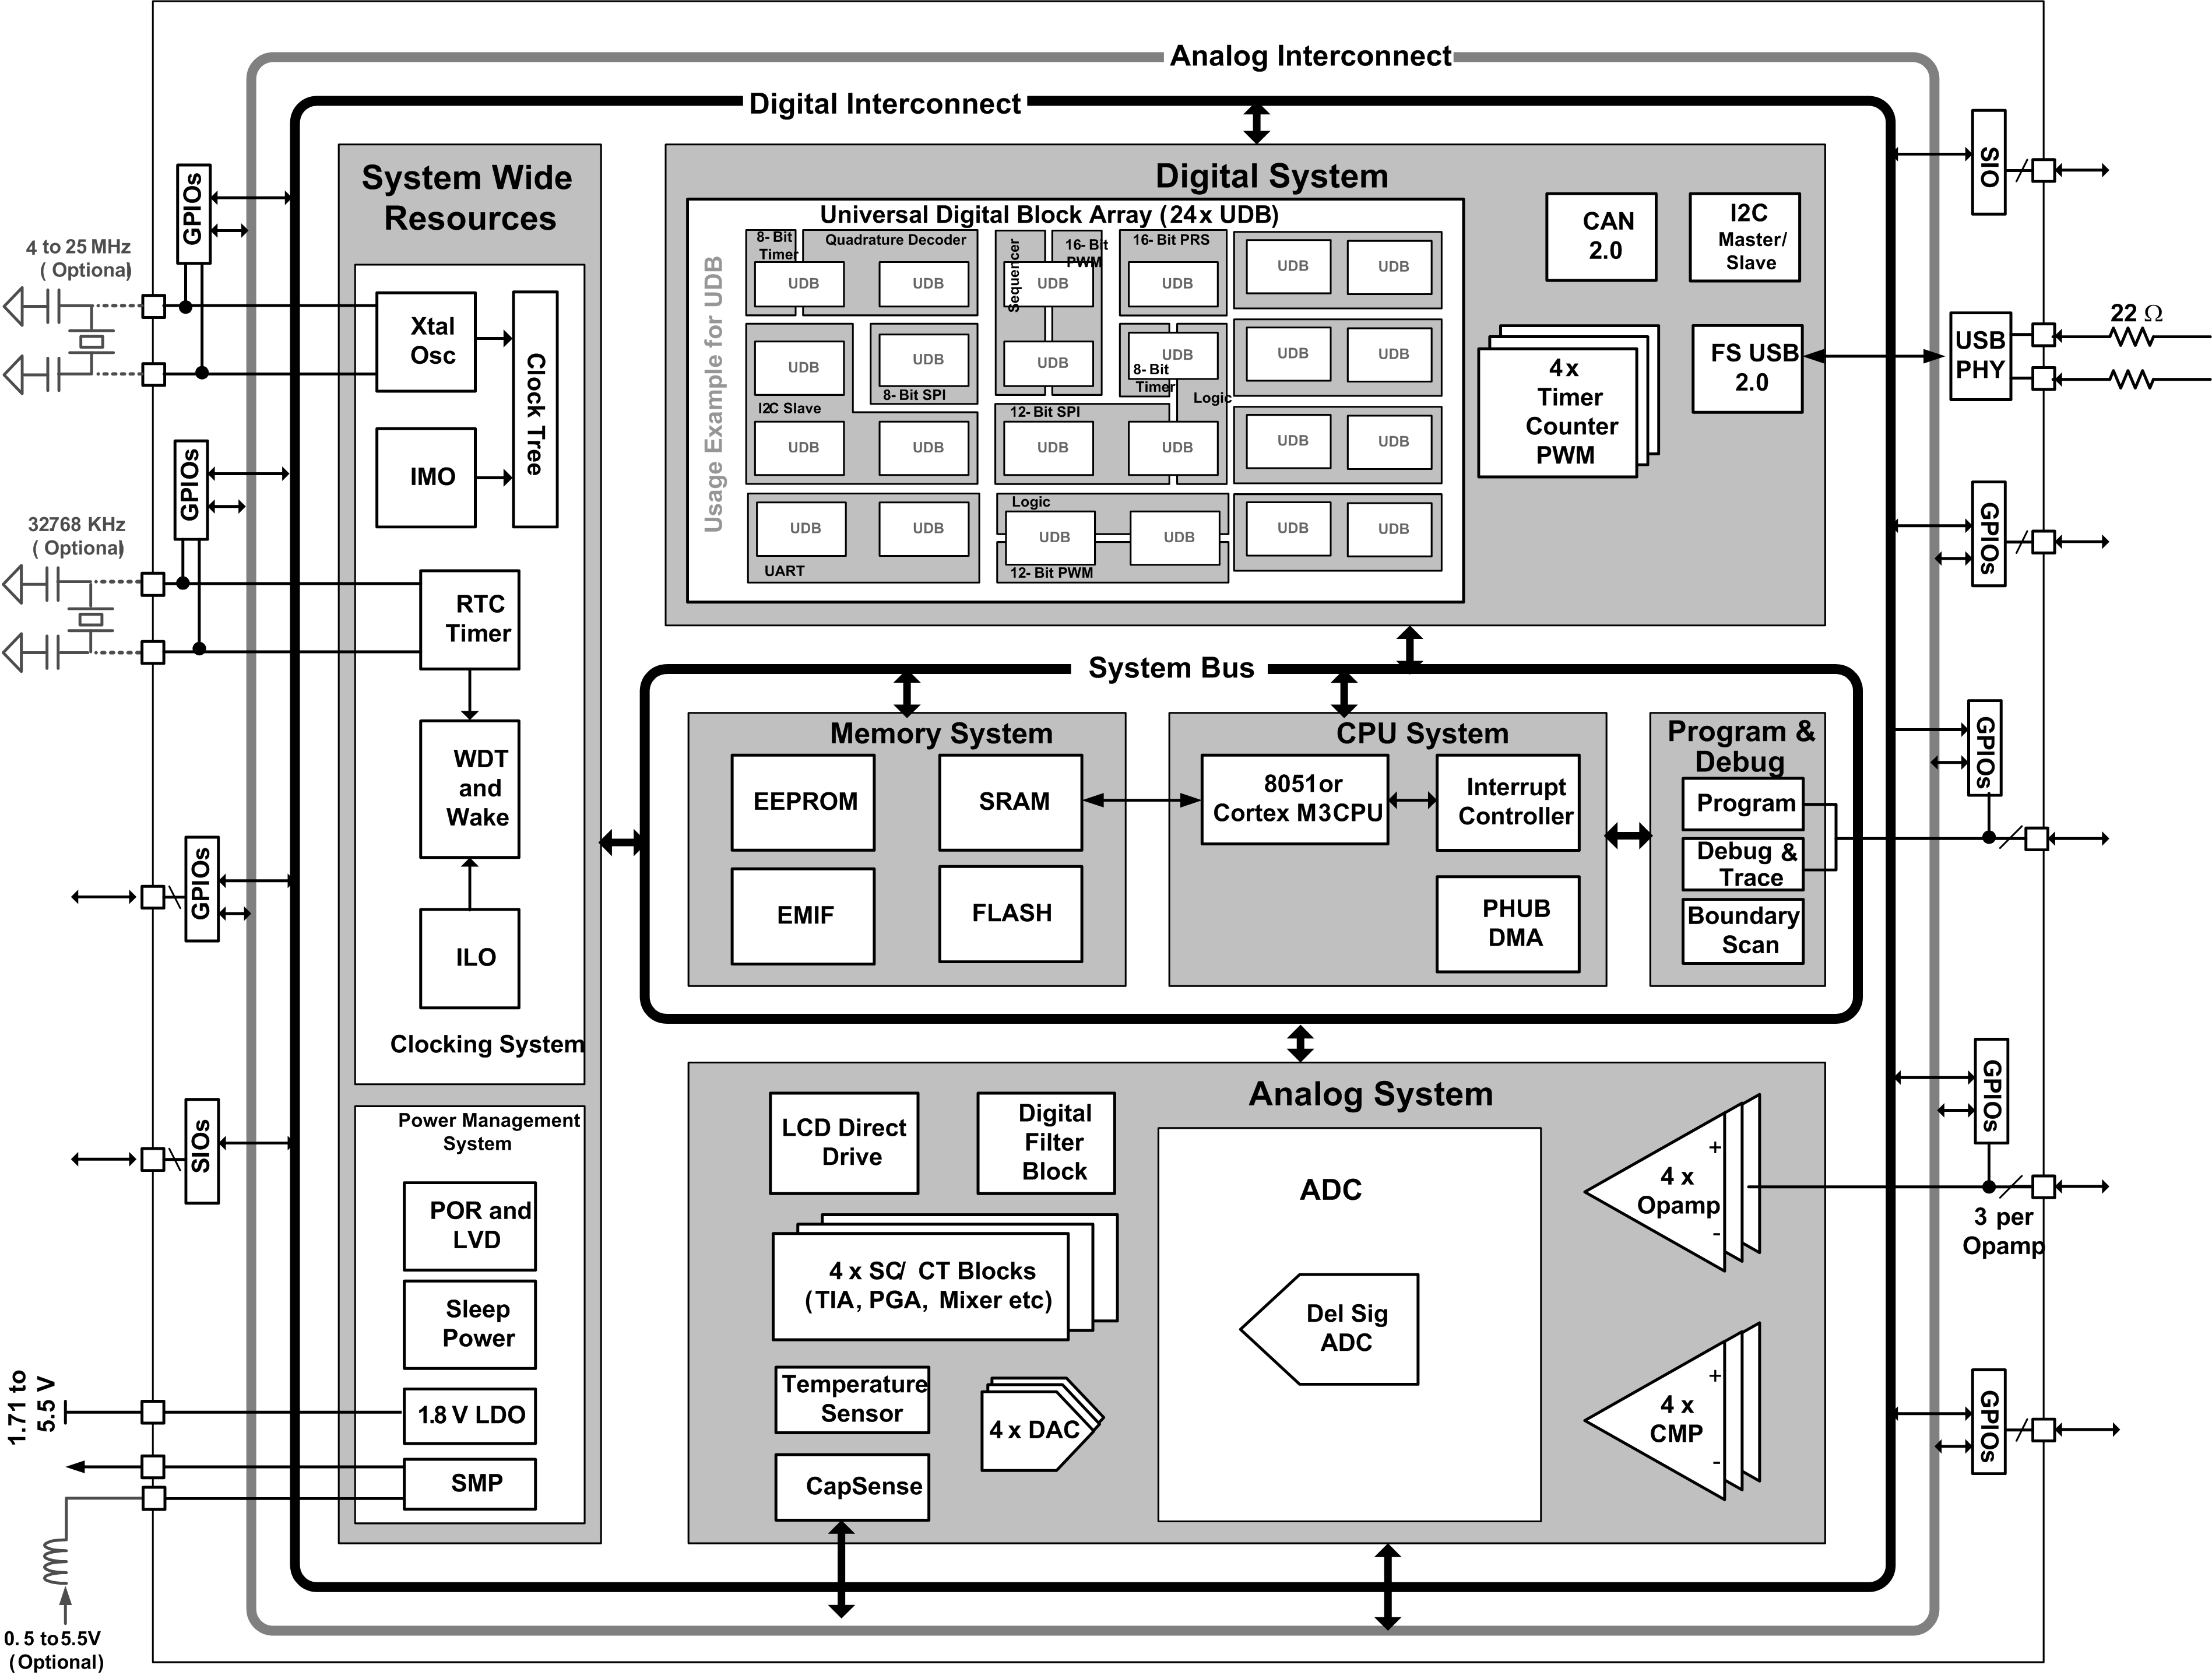 Analog Interconnect
Digital Interconnect
System Wide
Resources
GPIOs
4 to 25 MHz
( Optional)
Xtal
Osc
Clock Tree
IMO
GPIOs
32768 KHz
( Optional)
RTC
Timer
WDT
and
Wake
ILO
GPIOs
Clocking System
SIOs
Power Management
System
POR and
LVD
Sleep
Power
1.71 to
5.5 V
1.8 V LDO
SMP
0. 5 to 5.5V
(Optional)
Digital System
Universal Digital Block Array (24x UDB)
Usage Example for UDB
8- Bit
Timer
Quadrature Decoder
Sequencer
16- Bit
PWM
16- Bit PRS
UDB
UDB
UDB
UDB
UDB
UDB
UDB
UDB
UDB
UDB
8- Bit
Timer
UDB
UDB
I2C Slave
8- Bit SPI
12- Bit SPI
Logic
UDB
UDB
UDB
UDB
UDB
UDB
Logic
UDB
UDB
UDB
UDB
UDB
UDB
UART
12- Bit PWM
CAN
2.0
I2C
Master/
Slave
4x
Timer
Counter
PWM
FS USB
2.0
SIO
USB
PHY
22 Ω
GPIOs
System Bus
Memory System
EEPROM
SRAM
EMIF
FLASH
CPU System
8051or
Cortex M3CPU
Interrupt
Controller
PHUB
DMA
Program &
Debug
Program
Debug &
Trace
Boundary
Scan
GPIOs
Analog System
LCD Direct
Drive
Digital
Filter
Block
4 x SC/ CT Blocks
(TIA, PGA, Mixer etc)
Temperature
Sensor
4 x DAC
CapSense
ADC
Del Sig
ADC
+
4 x
Opamp
-
+
4 x
CMP
-
GPIOs
3 per
Opamp
GPIOs